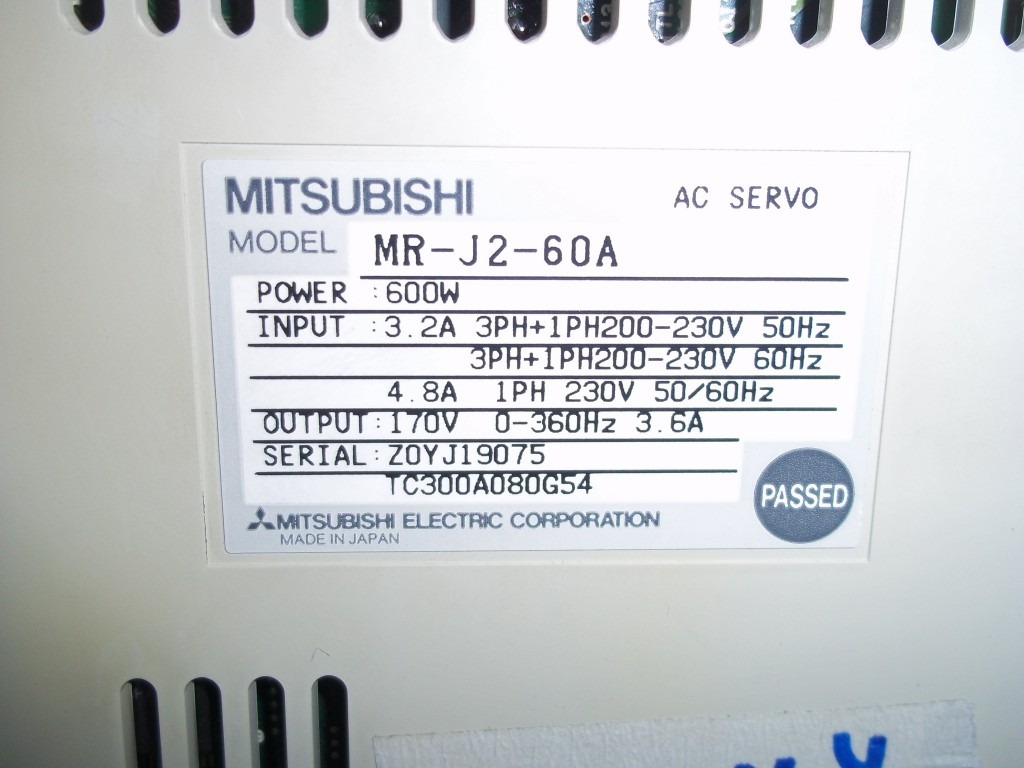 MITSUBISHI
AC SERVO
MODEL MR-J2-60A
POWER :600W
INPUT :3.2A 3PH+1PH200-230V 50Hz
3PH+1PH200-230V 60Hz
4.8A 1PH 230V 50/60Hz
OUTPUT:170V 0-360Hz 3.6A
SERIAL:Z0YJ19075
TC300A080G54
PASSED
MITSUBISHI ELECTRIC CORPORATION
MADE IN JAPAN